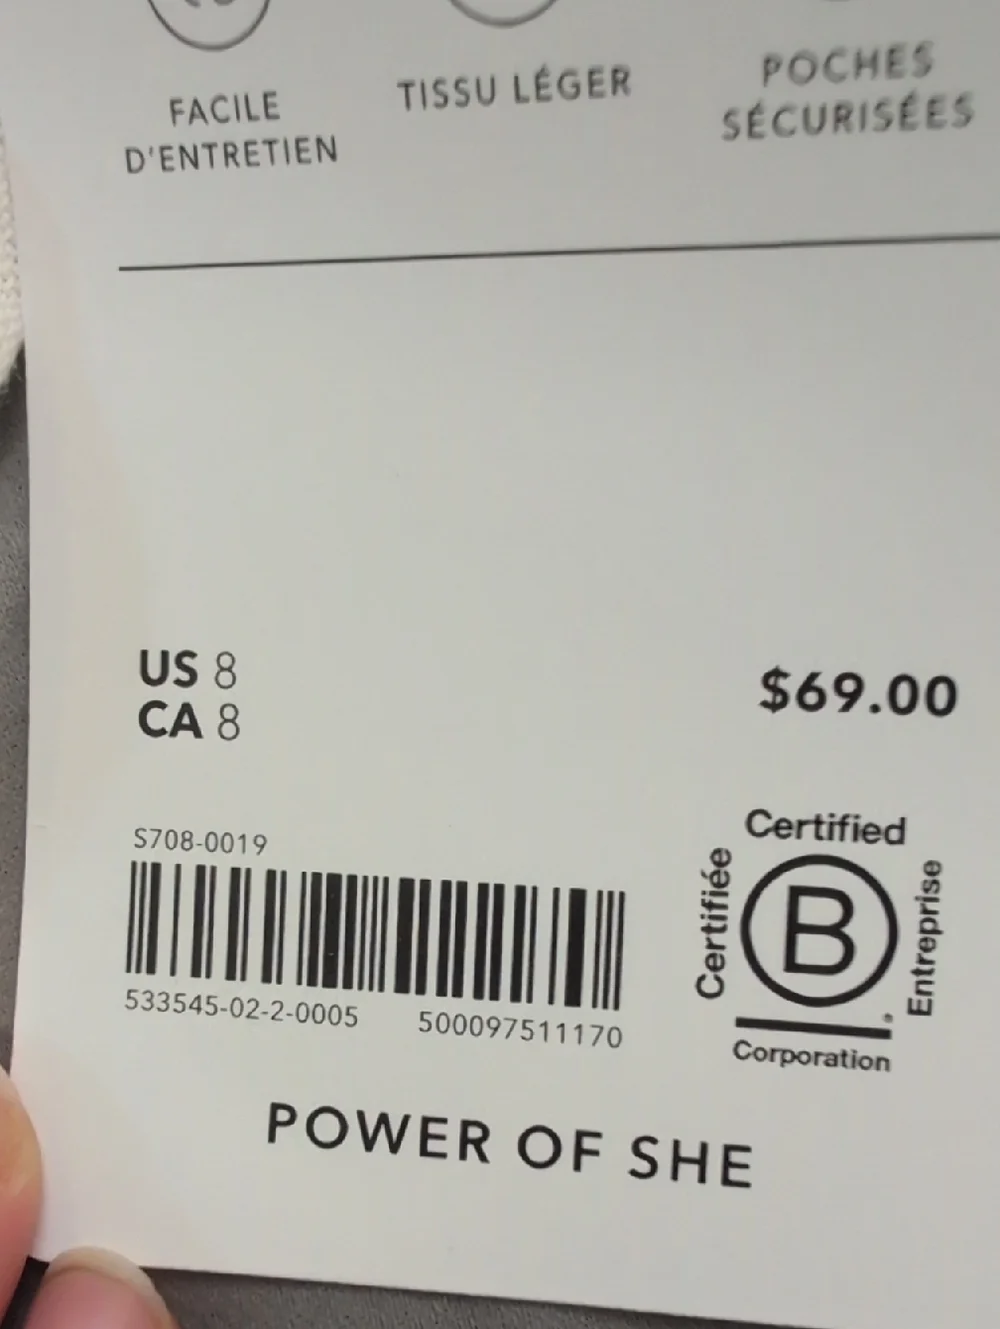 FACILE
D'ENTRETIEN
TISSU LÉGER
POCHES
SÉCURISÉES
US 8
CA 8
$69.00
S708-0019
533545-02-2-0005 500097511170
Certified
Certifiée
B
Entreprise
Corporation
POWER OF SHE